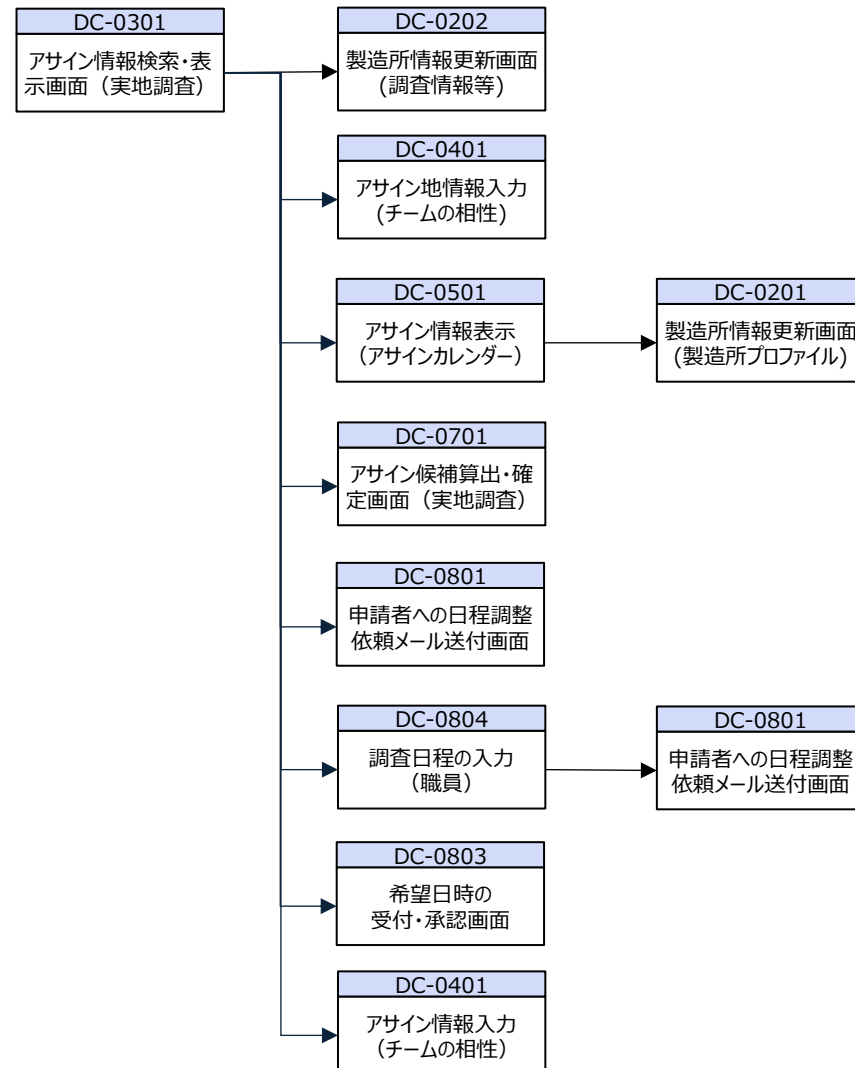 DC-0301
アサイン情報検索・表
示画面（実地調査）
DC-0202
製造所情報更新画面
(調査情報等)
DC-0401
アサイン地情報入力
(チームの相性)
DC-0501
アサイン情報表示
（アサインカレンダー）
DC-0201
製造所情報更新画面
(製造所プロファイル)
DC-0701
アサイン候補算出・確
定画面（実地調査）
DC-0801
申請者への日程調整
依頼メール送付画面
DC-0804
調査日程の入力
（職員）
DC-0801
申請者への日程調整
依頼メール送付画面
DC-0803
希望日時の
受付・承認画面
DC-0401
アサイン情報入力
（チームの相性）